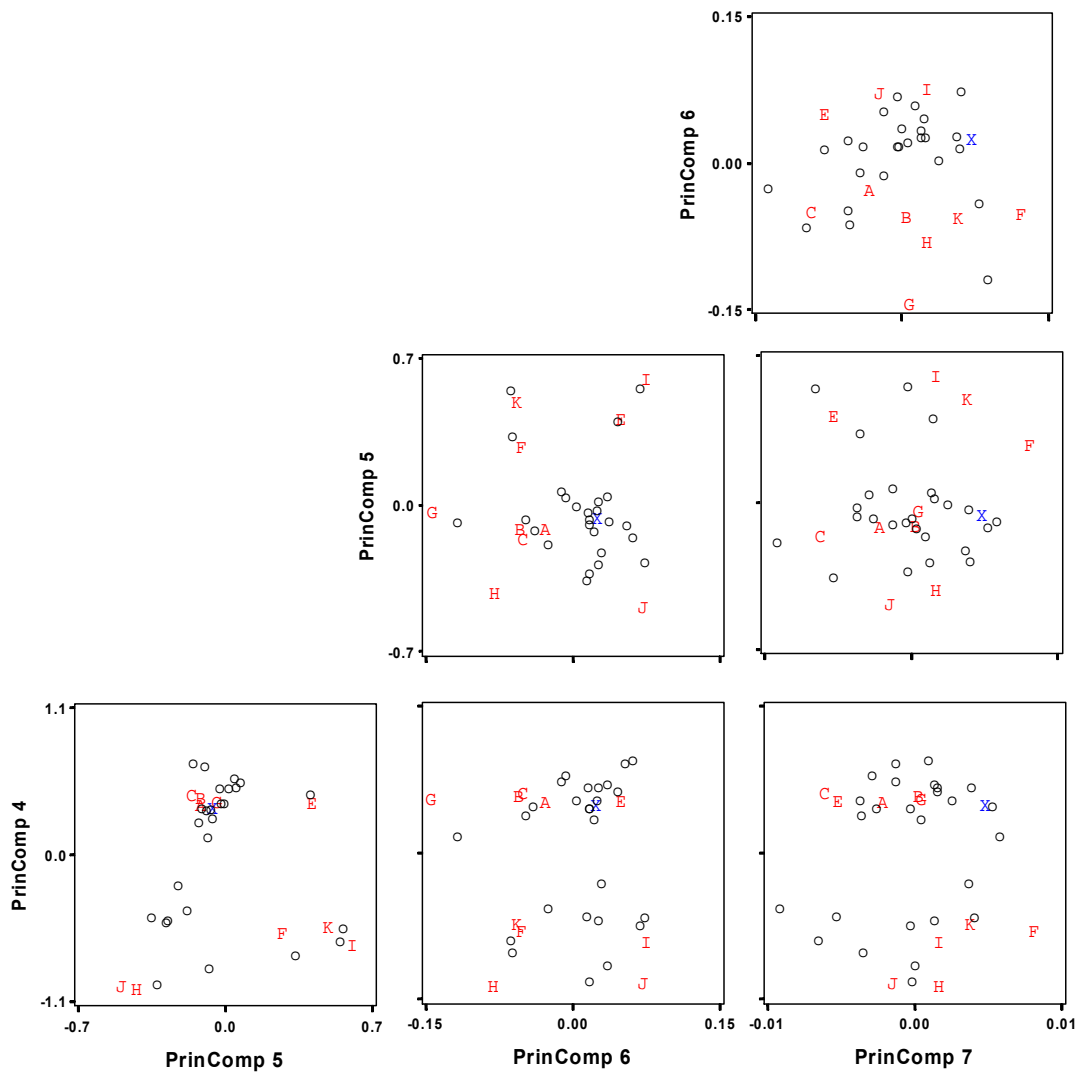 0.15
J I
E
PrinComp 6
X
0.00
A
C B K F
H
G
-0.15
0.7
I
K E
F
PrinComp 5
0.0
G
X
B A
C
H
J
-0.7
I
K
E
F
G X
A B
C
H
J
1.1
C
B G
A X E
PrinComp 4
0.0
K
F
I
J H
-1.1
-0.7 0.0 0.7
PrinComp 5
C
G B A X E
K
F
I
H J
-0.15 0.00 0.15
PrinComp 6
C B
E A G X
K
F
I
J H
-0.01 0.00 0.01
PrinComp 7